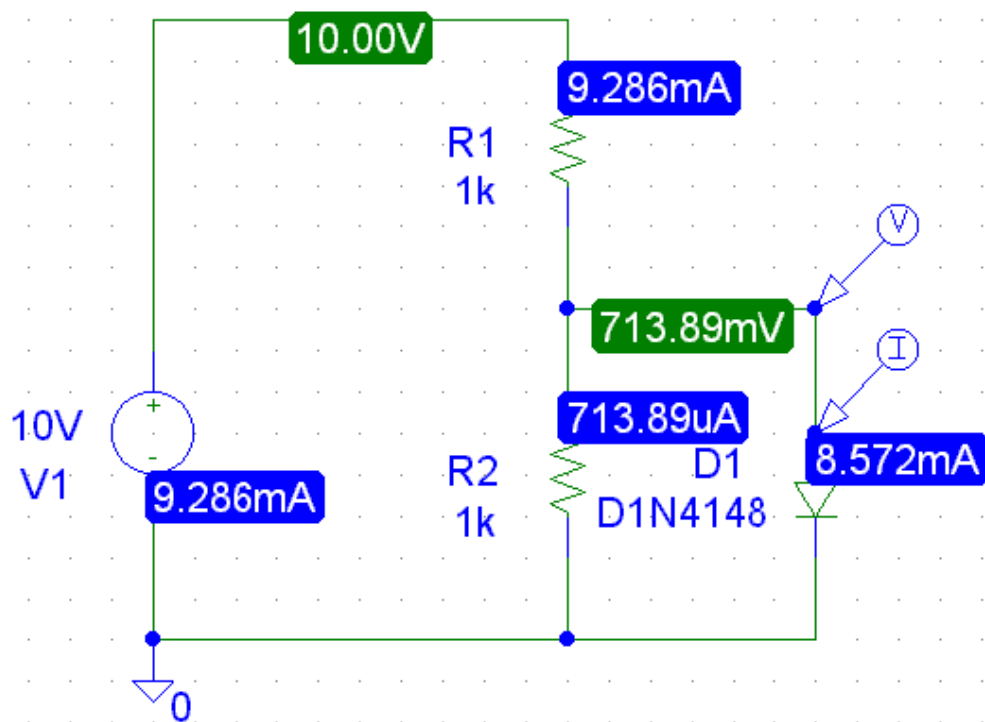 10.00V
9.286mA
R1
1k
V
713.89mV
I
10V
+
713.89uA
-
V1
R2
D1
8.572mA
9.286mA
1k
D1N4148
0